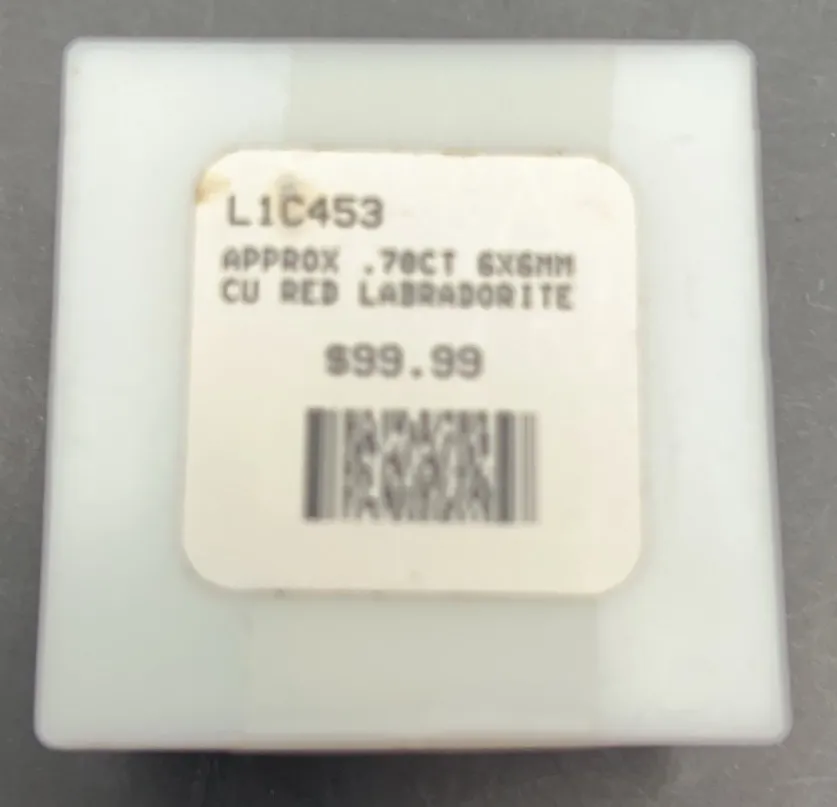 L1C453
APPROX .70CT 6X6MM
CU RED LABRADORITE
$99.99